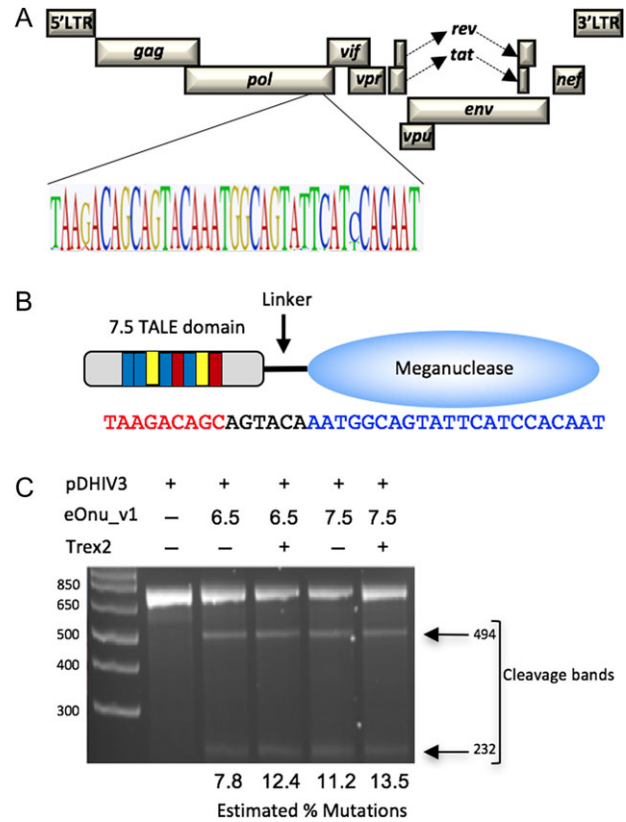 A
5'LTR
3'LTR
gag
vif
rev
pol
vpr
tat
nef
env
vpu
TAAGACAGCAGTACAAATGGCAGTATTCATCCACAAT
B
Linker
7.5 TALE domain
Meganuclease
TAAGACAGCAGTACAAATGGCAGTATTCATCCACAAT
C
pDHIV3 + + + + +
eOnu_v1 – 6.5 6.5 7.5 7.5
Trex2 – – + – +
850
650
500
400
300
494
Cleavage bands
232
7.8 12.4 11.2 13.5
Estimated % Mutations